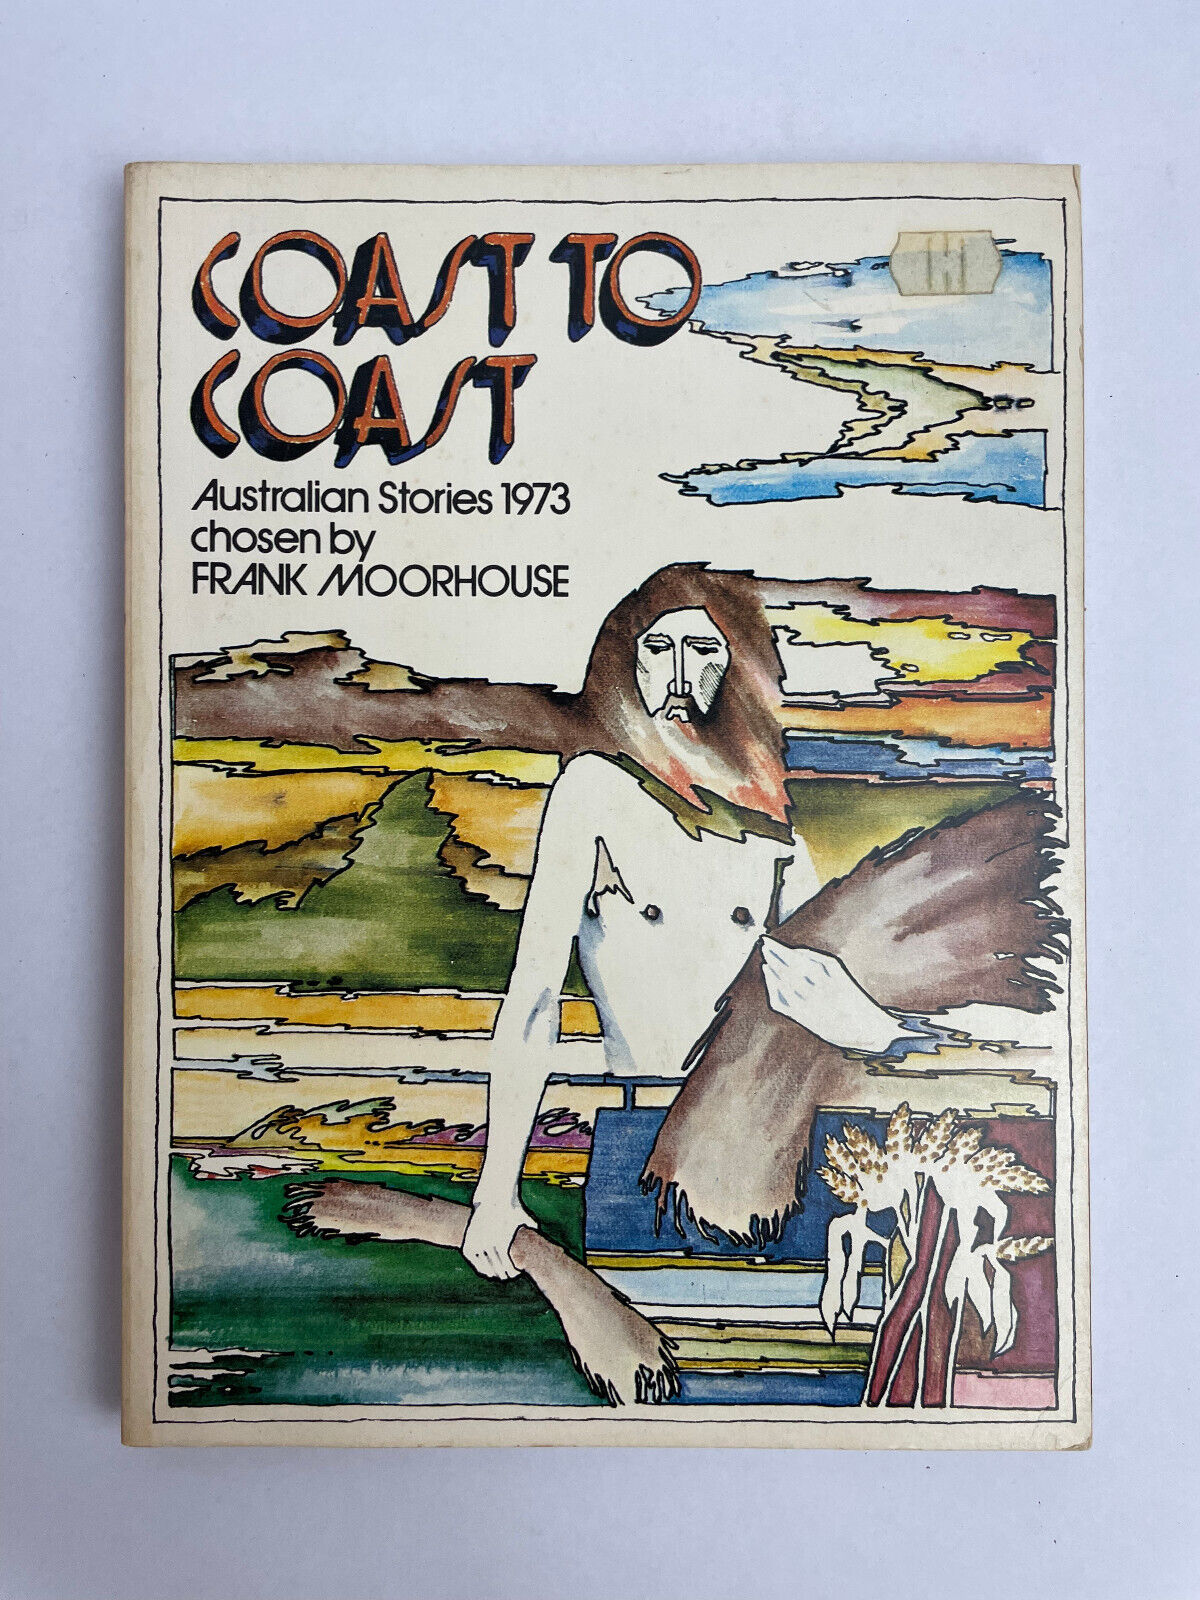 COAST TO
COAST
Australian Stories 1973
chosen by
FRANK MOORHOUSE